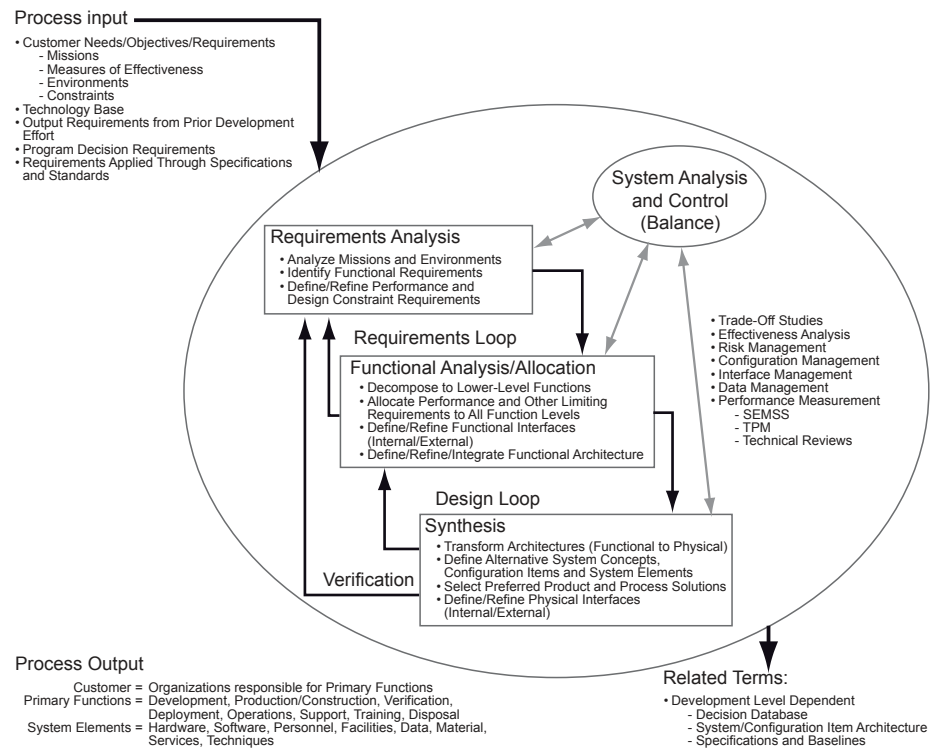 Process input
• Customer Needs/Objectives/Requirements
- Missions
- Measures of Effectiveness
- Environments
- Constraints
• Technology Base
• Output Requirements from Prior Development
Effort
• Program Decision Requirements
• Requirements Applied Through Specifications
and Standards
System Analysis
and Control
(Balance)
Requirements Analysis
• Analyze Missions and Environments
• Identify Functional Requirements
• Define/Refine Performance and
Design Constraint Requirements
Requirements Loop
• Trade-Off Studies
• Effectiveness Analysis
• Risk Management
• Configuration Management
• Interface Management
• Data Management
• Performance Measurement
- SEMSS
- TPM
- Technical Reviews
Functional Analysis/Allocation
• Decompose to Lower-Level Functions
• Allocate Performance and Other Limiting
Requirements to All Function Levels
• Define/Refine Functional Interfaces
(Internal/External)
• Define/Refine/Integrate Functional Architecture
Design Loop
Synthesis
• Transform Architectures (Functional to Physical)
• Define Alternative System Concepts,
Configuration Items and System Elements
• Select Preferred Product and Process Solutions
• Define/Refine Physical Interfaces
(Internal/External)
Verification
Process Output
Customer = Organizations responsible for Primary Functions
Primary Functions = Development, Production/Construction, Verification,
Deployment, Operations, Support, Training, Disposal
System Elements = Hardware, Software, Personnel, Facilities, Data, Material,
Services, Techniques
Related Terms:
• Development Level Dependent
- Decision Database
- System/Configuration Item Architecture
- Specifications and Baselines